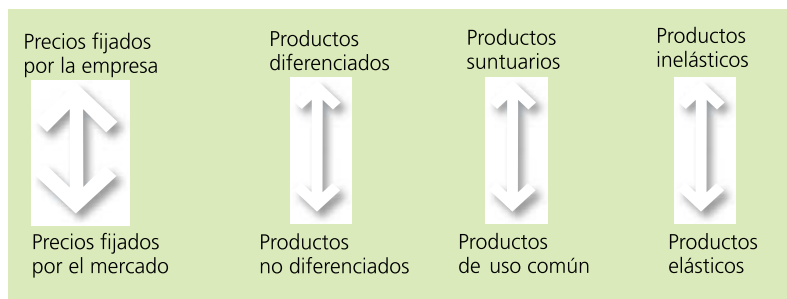 Precios fijados
por la empresa
Productos
diferenciados
Productos
suntuarios
Productos
inelásticos
Precios fijados
por el mercado
Productos
no diferenciados
Productos
de uso común
Productos
elásticos